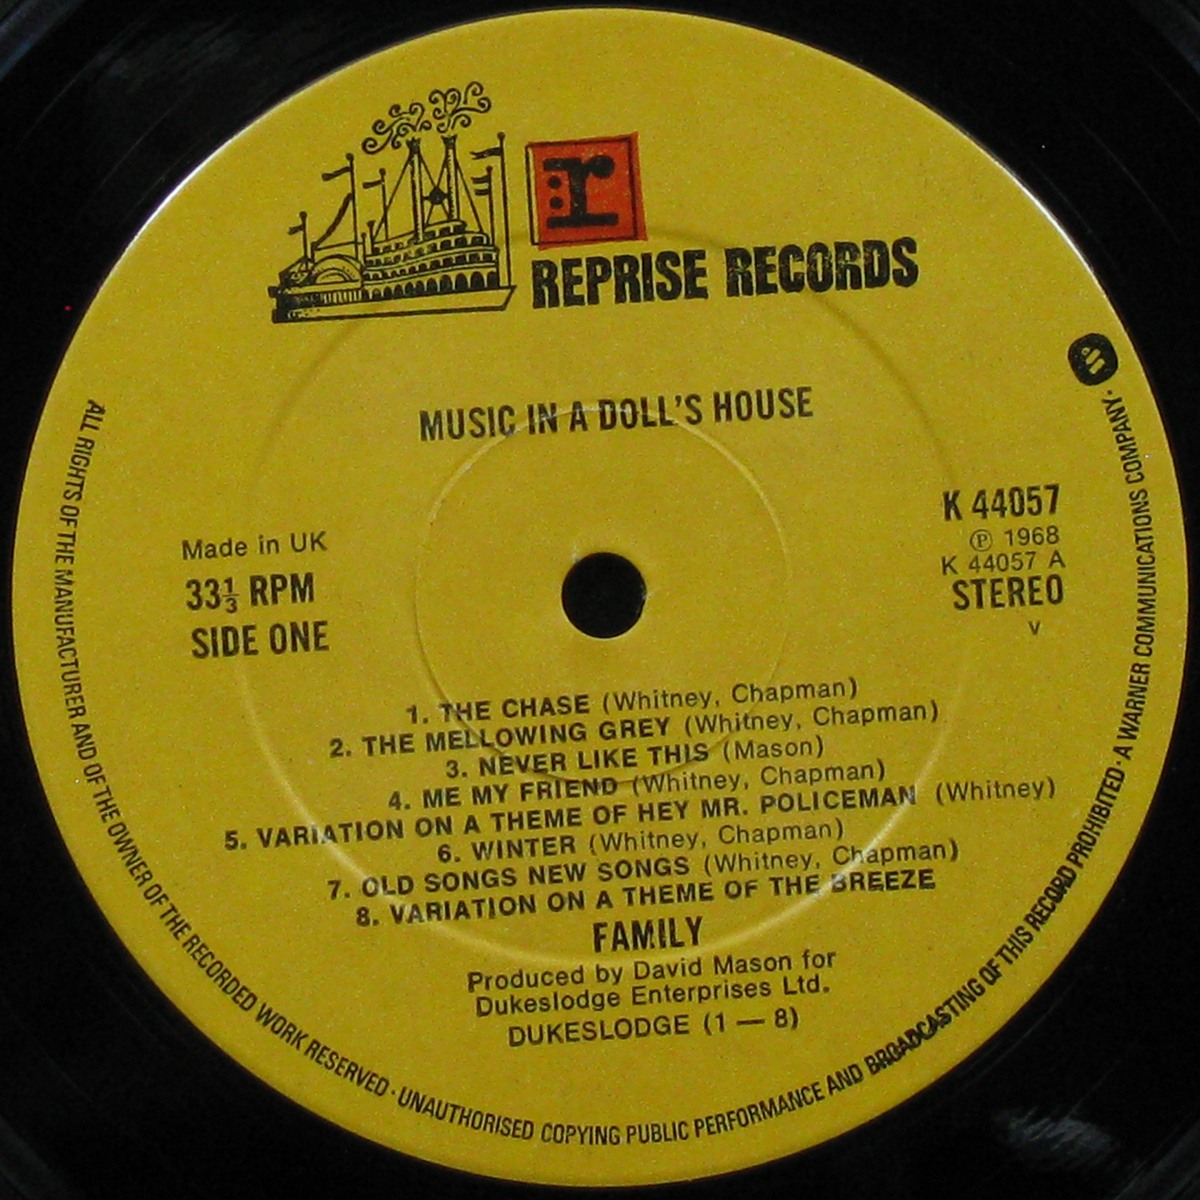 r
REPRISE RECORDS
MUSIC IN A DOLL'S HOUSE
K 44057
Ⓟ 1968
K 44057 A
STEREO
v
Made in UK
33⅓ RPM
SIDE ONE
1. THE CHASE (Whitney, Chapman)
2. THE MELLOWING GREY (Whitney, Chapman)
3. NEVER LIKE THIS (Mason)
4. ME MY FRIEND (Whitney, Chapman)
5. VARIATION ON A THEME OF HEY MR. POLICEMAN (Whitney)
6. WINTER (Whitney, Chapman)
7. OLD SONGS NEW SONGS (Whitney, Chapman)
8. VARIATION ON A THEME OF THE BREEZE
FAMILY
Produced by David Mason for
Dukeslodge Enterprises Ltd.
DUKESLODGE (1 — 8)
ALL RIGHTS OF THE MANUFACTURER AND OF THE OWNER OF THE RECORDED WORK RESERVED · UNAUTHORISED COPYING PUBLIC PERFORMANCE AND BROADCASTING OF THIS RECORD PROHIBITED · A WARNER COMMUNICATIONS COMPANY ·